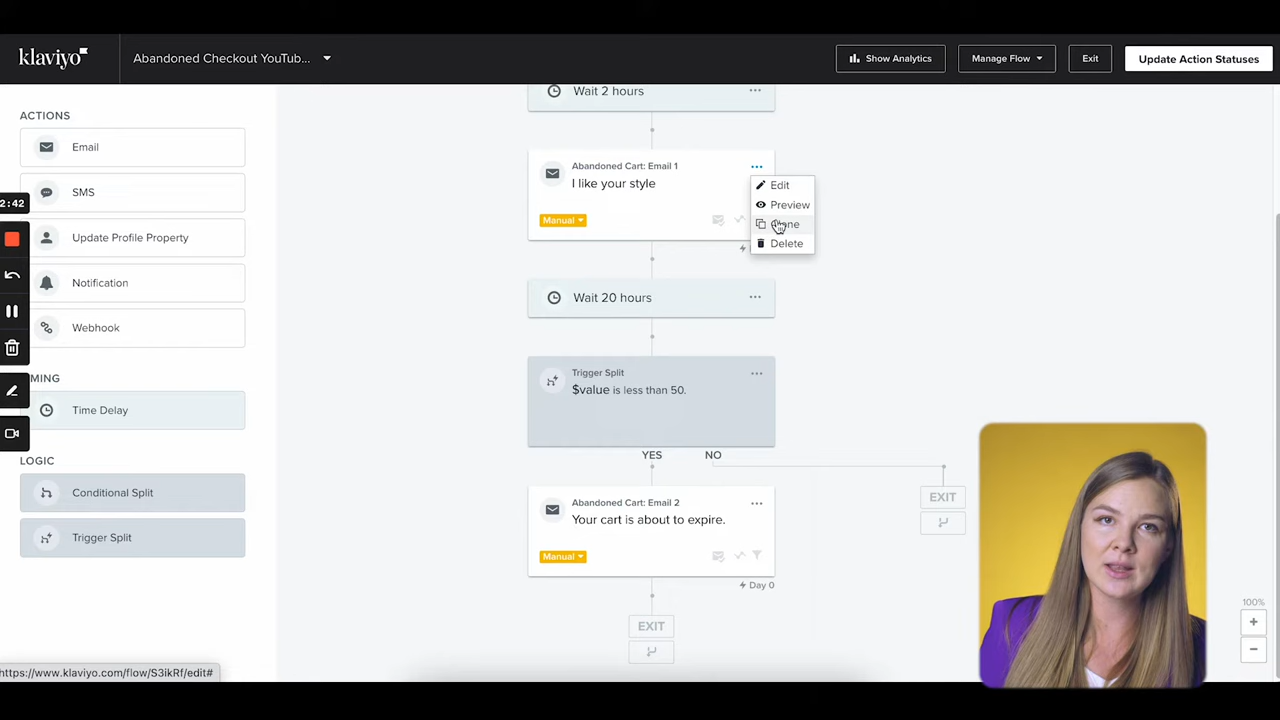 klaviyo
Abandoned Checkout YouTub...
Show Analytics
Manage Flow
Exit
Update Action Statuses
ACTIONS
Email
SMS
2:42
Update Profile Property
Notification
Webhook
MING
Time Delay
LOGIC
Conditional Split
Trigger Split
Wait 2 hours
Abandoned Cart: Email 1
I like your style
Manual
Edit
Preview
Delete
Wait 20 hours
Trigger Split
$value is less than 50.
YES
NO
EXIT
Abandoned Cart: Email 2
Your cart is about to expire.
Manual
Day 0
EXIT
100%
https://www.klaviyo.com/flow/S3ikRf/edit#